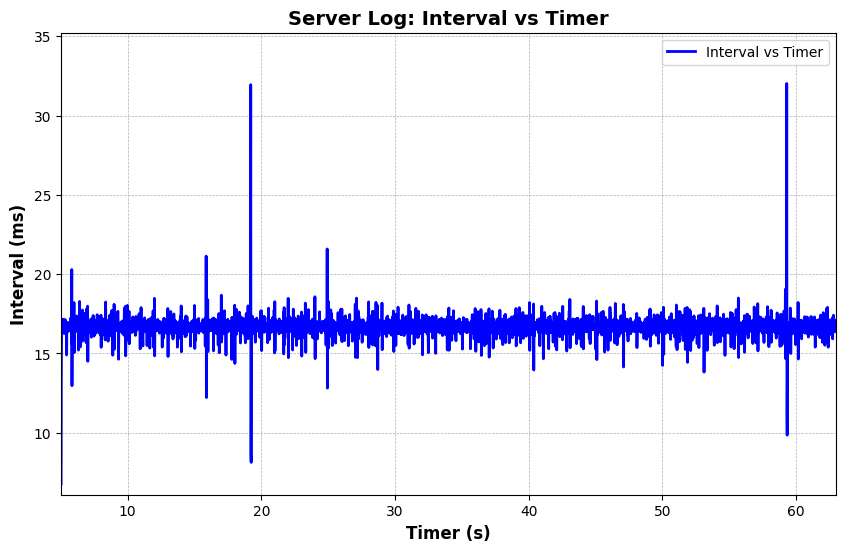 Server Log: Interval vs Timer
Interval vs Timer
35
30
25
20
15
10
Interval (ms)
10 20 30 40 50 60
Timer (s)